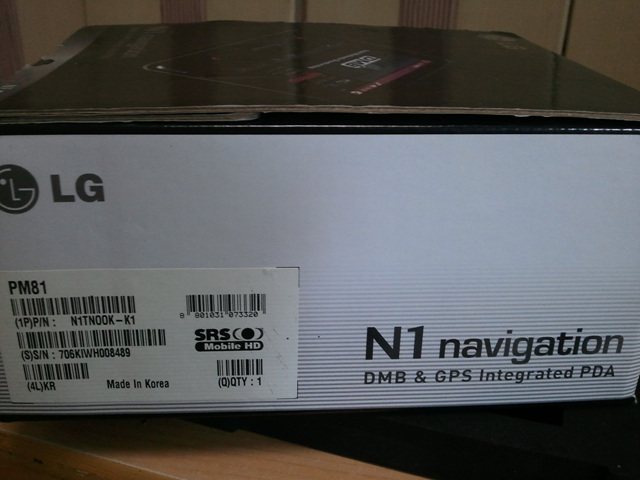 LG
PM81
(1P)P/N : N1TNOOK-K1
8 801031 073320
(S)S/N : 706KIWH008489
SRS
Mobile HD
(4L)KR
Made In Korea
(Q)QTY : 1
N1 navigation
DMB & GPS Integrated PDA